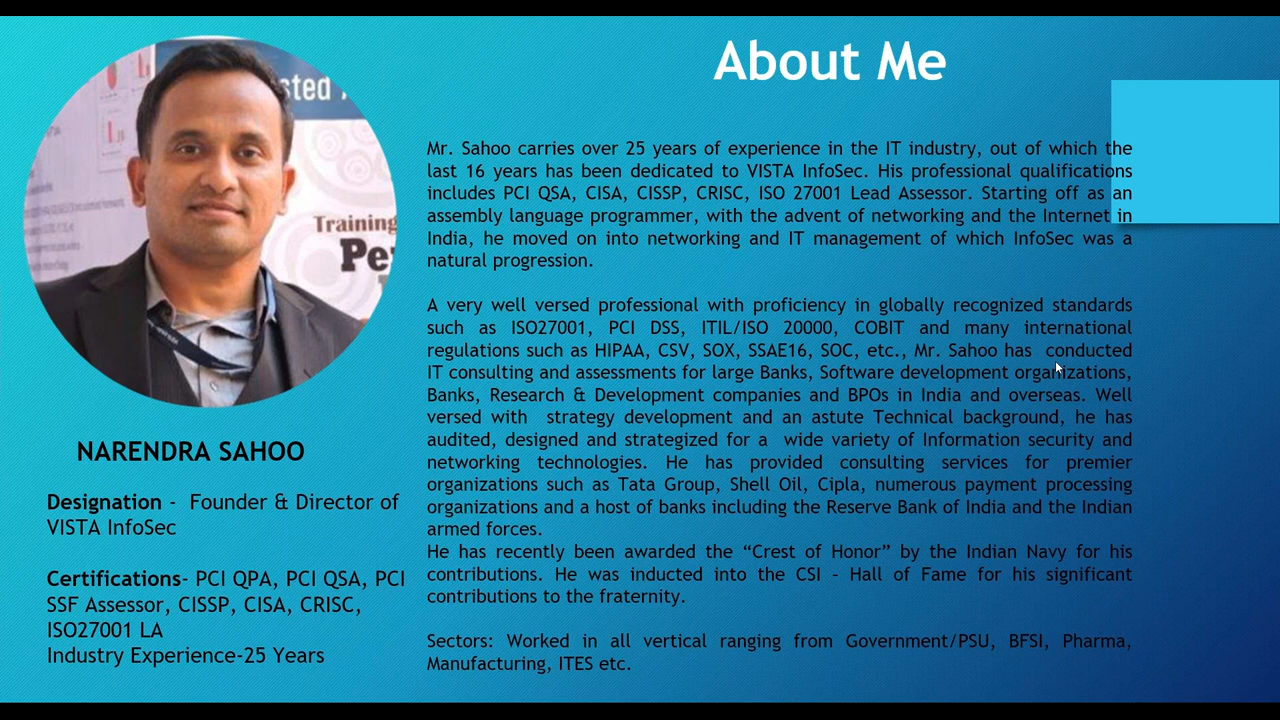 About Me
sted
Training
Pe
Mr. Sahoo carries over 25 years of experience in the IT industry, out of which the
last 16 years has been dedicated to VISTA InfoSec. His professional qualifications
includes PCI QSA, CISA, CISSP, CRISC, ISO 27001 Lead Assessor. Starting off as an
assembly language programmer, with the advent of networking and the Internet in
India, he moved on into networking and IT management of which InfoSec was a
natural progression.
A very well versed professional with proficiency in globally recognized standards
such as ISO27001, PCI DSS, ITIL/ISO 20000, COBIT and many international
regulations such as HIPAA, CSV, SOX, SSAE16, SOC, etc., Mr. Sahoo has conducted
IT consulting and assessments for large Banks, Software development organizations,
Banks, Research & Development companies and BPOs in India and overseas. Well
versed with strategy development and an astute Technical background, he has
audited, designed and strategized for a wide variety of Information security and
networking technologies. He has provided consulting services for premier
organizations such as Tata Group, Shell Oil, Cipla, numerous payment processing
organizations and a host of banks including the Reserve Bank of India and the Indian
armed forces.
He has recently been awarded the “Crest of Honor” by the Indian Navy for his
contributions. He was inducted into the CSI - Hall of Fame for his significant
contributions to the fraternity.
Sectors: Worked in all vertical ranging from Government/PSU, BFSI, Pharma,
Manufacturing, ITES etc.
NARENDRA SAHOO
Designation - Founder & Director of
VISTA InfoSec
Certifications- PCI QPA, PCI QSA, PCI
SSF Assessor, CISSP, CISA, CRISC,
ISO27001 LA
Industry Experience-25 Years